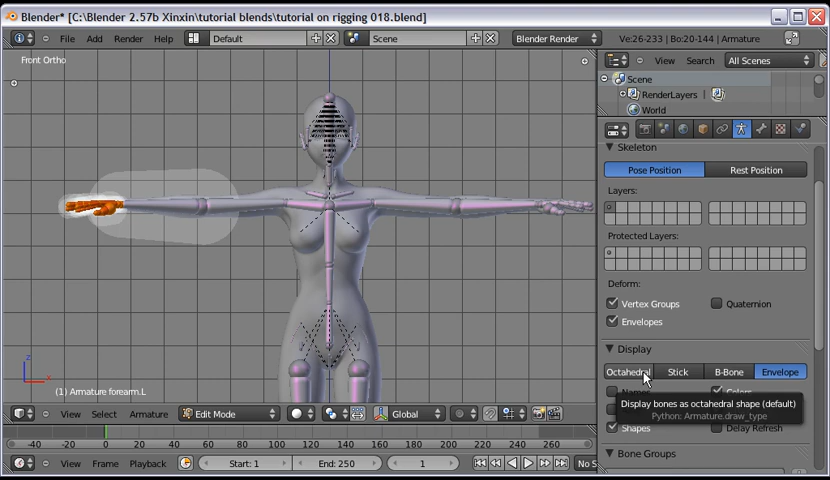 Blender* [C:\Blender 2.57b Xinxin\tutorial blends\tutorial on rigging 018.blend]
File Add Render Help Default Scene Blender Render Ve:26-233 | Bo:20-144 | Armature
Front Ortho
View Search All Scenes
Scene
RenderLayers
World
Skeleton
Pose Position Rest Position
Layers:
Protected Layers:
Deform:
Vertex Groups Quaternion
Envelopes
Display
Octahedral Stick B-Bone Envelope
Names Colors
Display bones as octahedral shape (default)
Python: Armature.draw_type
Shapes Delay Refresh
Bone Groups
z
x
(1) Armature forearm.L
View Select Armature Edit Mode Global
-40 -20 0 20 40 60 80 100 120 140 160 180 200 220 240 260
View Frame Playback Start: 1 End: 250 1 No S